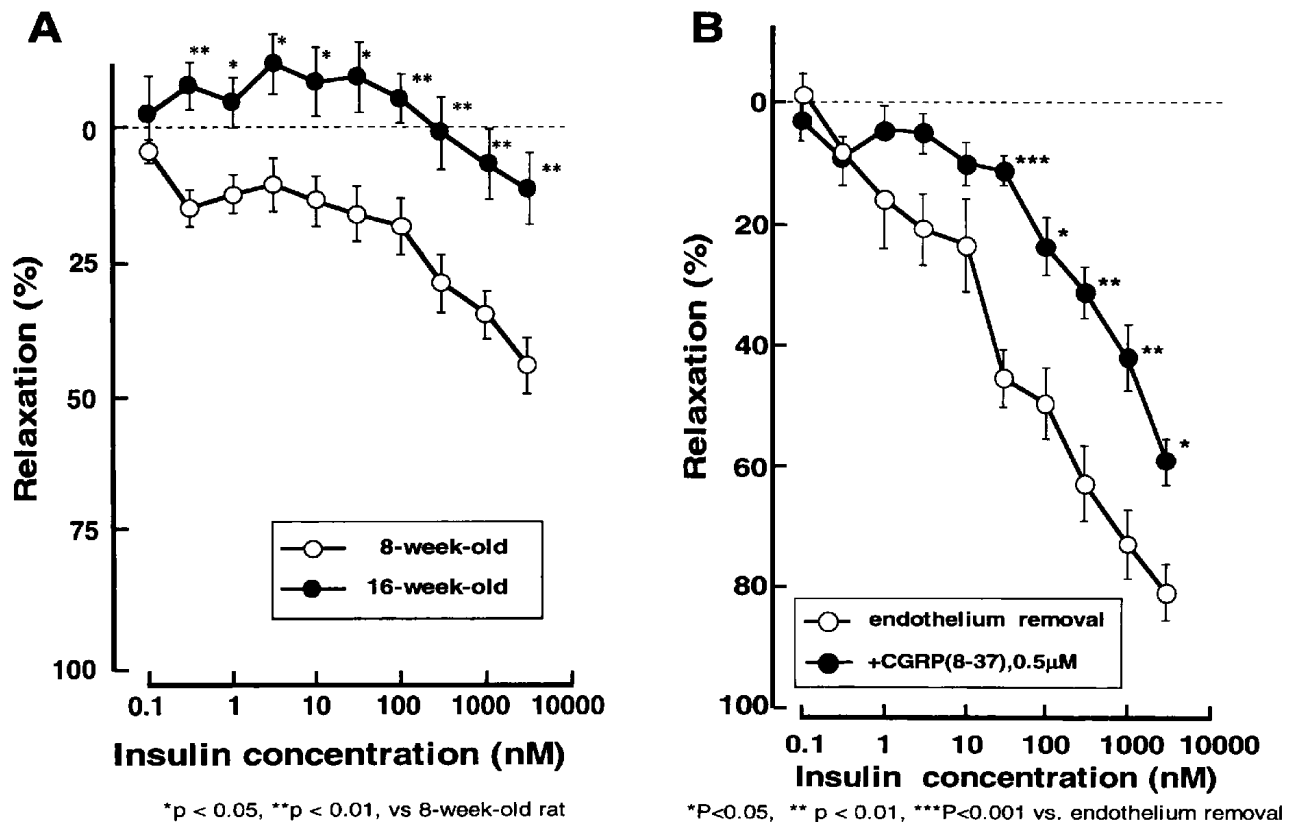 A
** * * * * ** ** ** **
0
25
50
75
100
Relaxation (%)
8-week-old
16-week-old
0.1 1 10 100 1000 10000
Insulin concentration (nM)
*p < 0.05, **p < 0.01, vs 8-week-old rat
B
*** * ** ** *
0
20
40
60
80
100
Relaxation (%)
endothelium removal
+CGRP(8-37),0.5μM
0.1 1 10 100 1000 10000
Insulin concentration (nM)
*P<0.05, ** p < 0.01, ***P<0.001 vs. endothelium removal